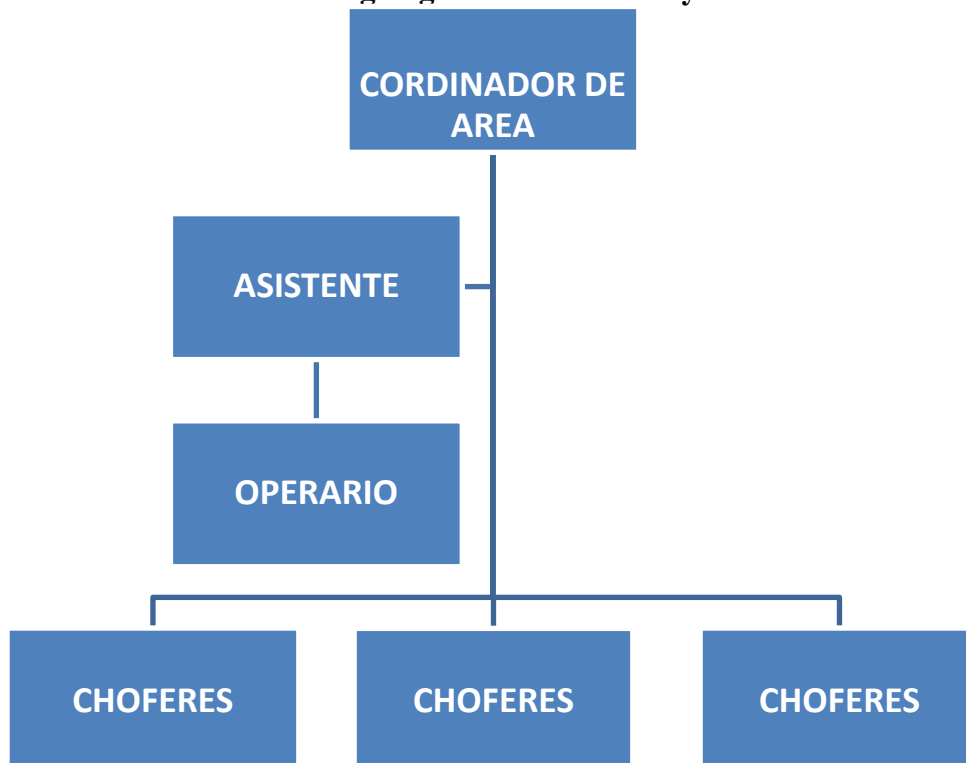 CORDINADOR DE
AREA
ASISTENTE
OPERARIO
CHOFERES
CHOFERES
CHOFERES